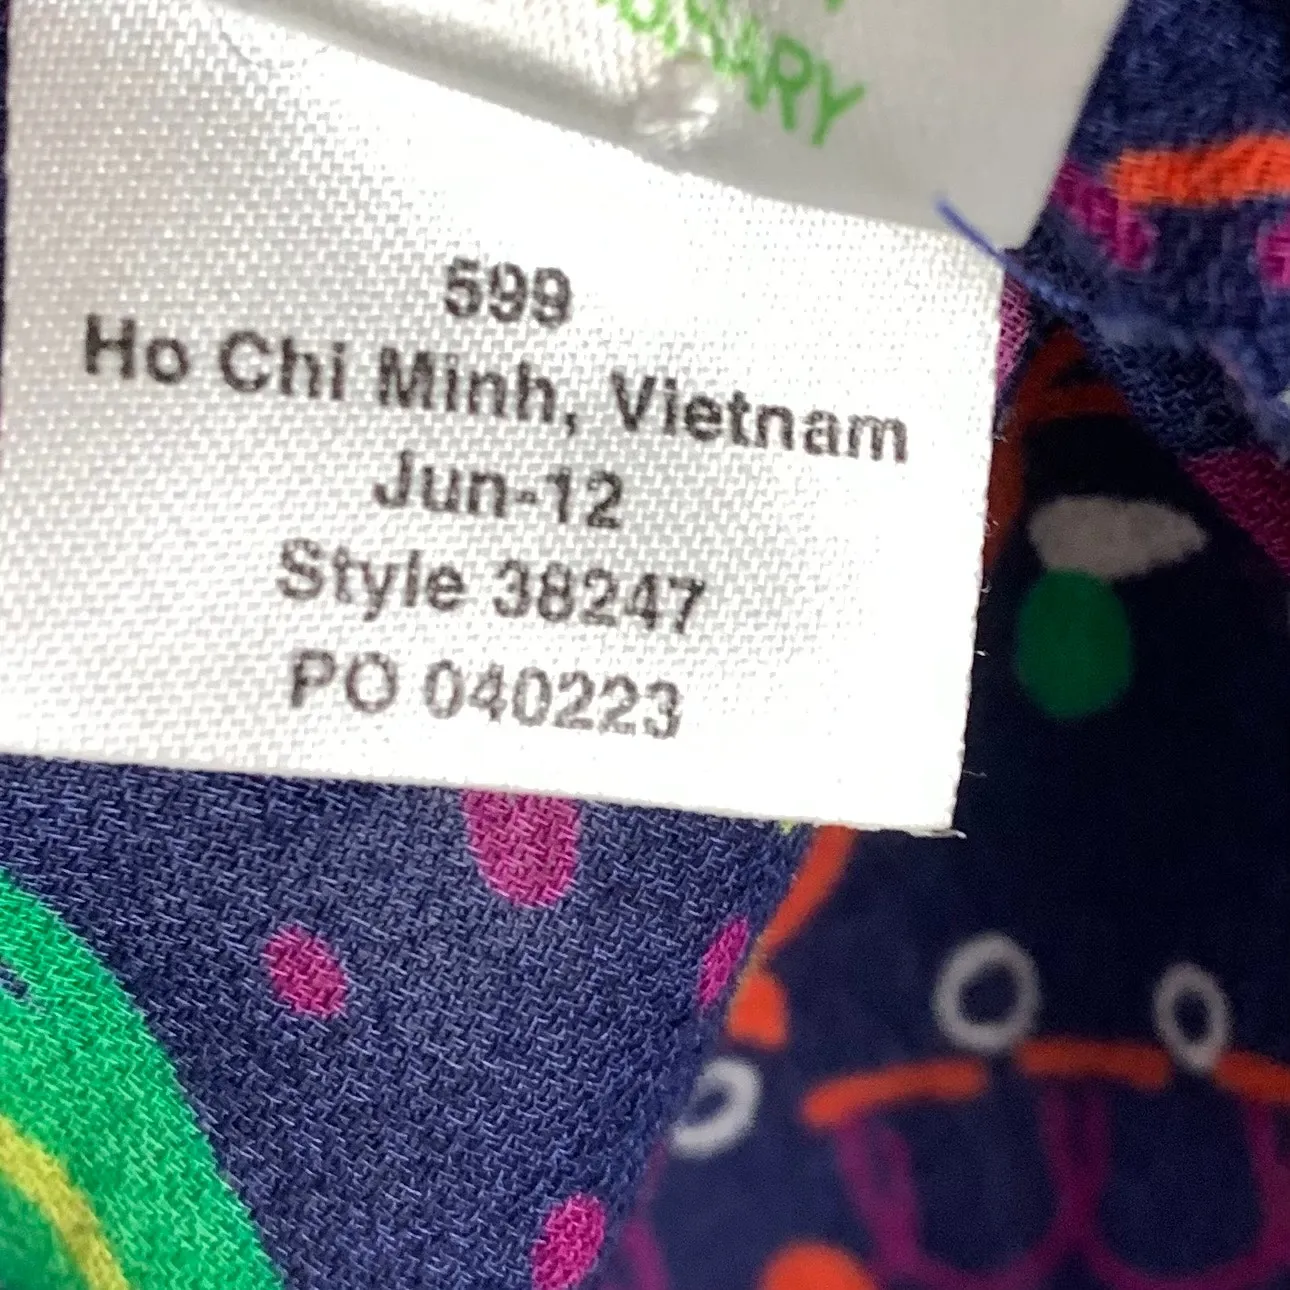 599
Ho Chi Minh, Vietnam
Jun-12
Style 38247
PO 040223